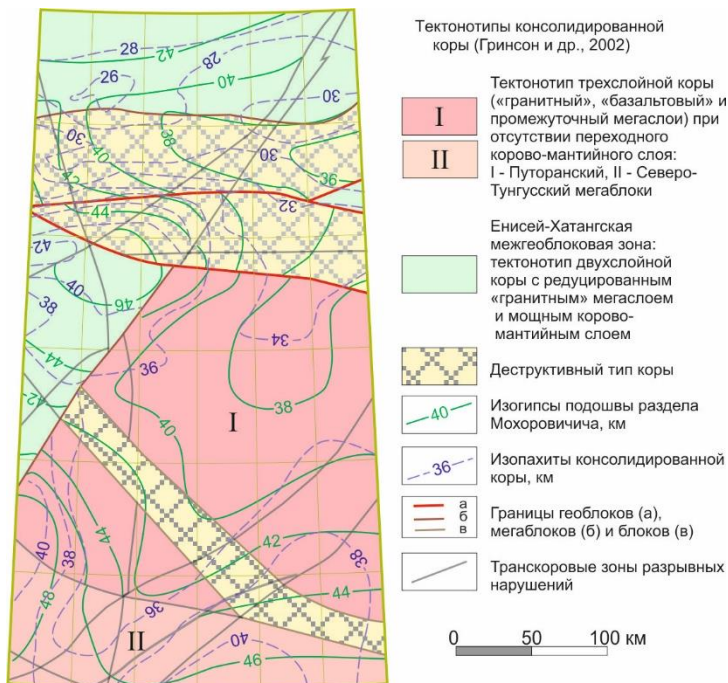 Тектонотипы консолидированной
коры (Гринсон и др., 2002)
I
II
Тектонотип трехслойной коры
(«гранитный», «базальтовый» и
промежуточный мегаслои) при
отсутствии переходного
корово-мантийного слоя:
I - Путоранский, II - Северо-
Тунгусский мегаблоки
Енисей-Хатангская
межгеоблоковая зона:
тектонотип двухслойной
коры с редуцированным
«гранитным» мегаслоем
и мощным корово-
мантийным слоем
Деструктивный тип коры
40
Изогипсы подошвы раздела
Мохоровичича, км
36
Изопахиты консолидированной
коры, км
а
б
в
Границы геоблоков (а),
мегаблоков (б) и блоков (в)
Транскоровые зоны разрывных
нарушений
0 50 100 км
28
42
28
26
40
30
30
38
40
30
42
36
44
32
42
40
38
46
34
44
36
42
38
40
I
44
42
38
40
38
48
36
44
II
40
46